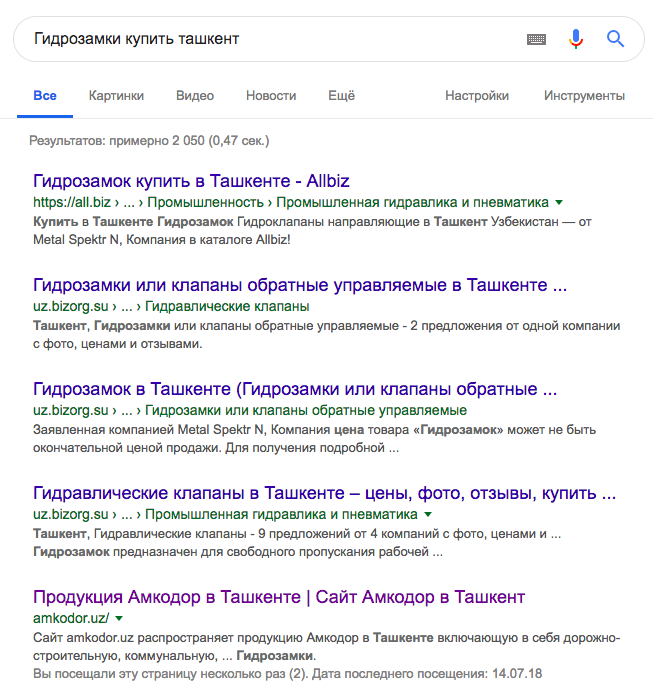 Гидрозамки купить ташкент
Все Картинки Видео Новости Ещё Настройки Инструменты
Результатов: примерно 2 050 (0,47 сек.)
Гидрозамок купить в Ташкенте - Allbiz
https://all.biz › ... › Промышленность › Промышленная гидравлика и пневматика
Купить в Ташкенте Гидрозамок Гидроклапаны направляющие в Ташкент Узбекистан — от
Metal Spektr N, Компания в каталоге Allbiz!
Гидрозамки или клапаны обратные управляемые в Ташкенте ...
uz.bizorg.su › ... › Гидравлические клапаны
Ташкент, Гидрозамки или клапаны обратные управляемые - 2 предложения от одной компании
с фото, ценами и отзывами.
Гидрозамок в Ташкенте (Гидрозамки или клапаны обратные ...
uz.bizorg.su › ... › Гидрозамки или клапаны обратные управляемые
Заявленная компанией Metal Spektr N, Компания цена товара «Гидрозамок» может не быть
окончательной ценой продажи. Для получения подробной ...
Гидравлические клапаны в Ташкенте – цены, фото, отзывы, купить ...
uz.bizorg.su › ... › Промышленная гидравлика и пневматика
Ташкент, Гидравлические клапаны - 9 предложений от 4 компаний с фото, ценами и ...
Гидрозамок предназначен для свободного пропускания рабочей ...
Продукция Амкодор в Ташкенте | Сайт Амкодор в Ташкент
amkodor.uz/
Сайт amkodor.uz распространяет продукцию Амкодор в Ташкенте включающую в себя дорожно-
строительную, коммунальную, ... Гидрозамки.
Вы посещали эту страницу несколько раз (2). Дата последнего посещения: 14.07.18